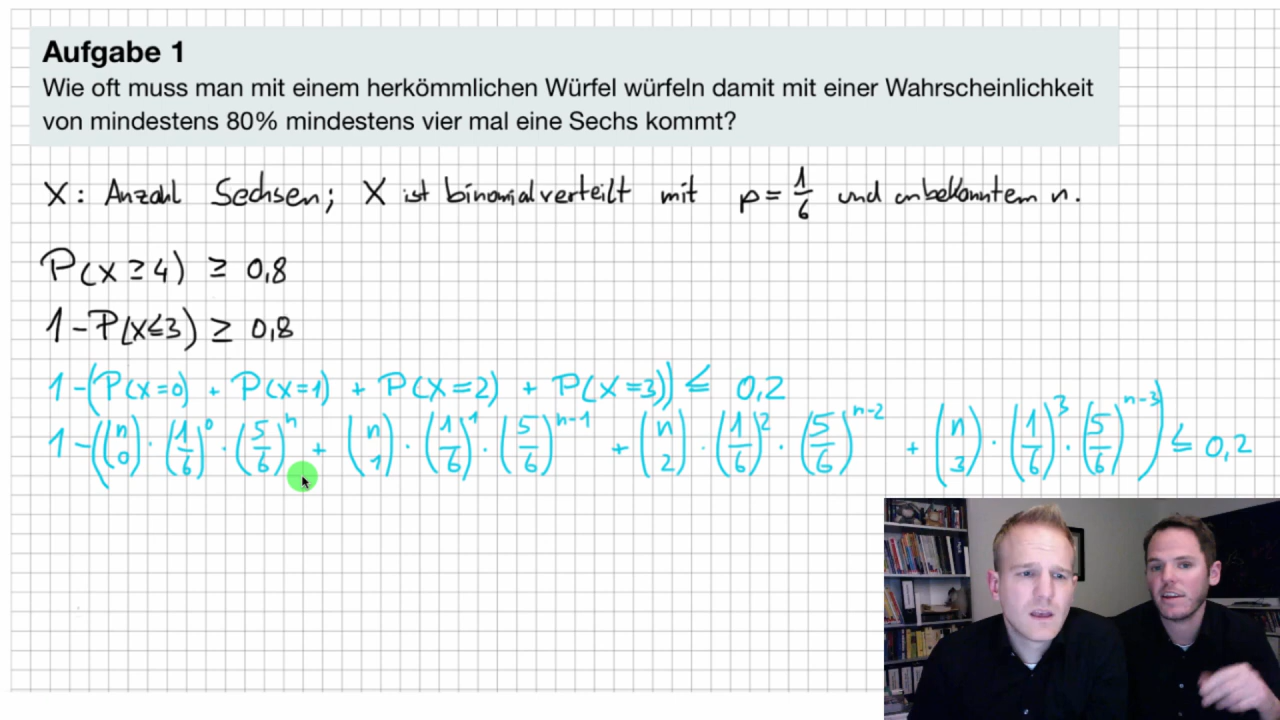 Aufgabe 1
Wie oft muss man mit einem herkömmlichen Würfel würfeln damit mit einer Wahrscheinlichkeit
von mindestens 80% mindestens vier mal eine Sechs kommt?
X: Anzahl Sechsen; X ist binomialverteilt mit p = 1/6 und unbekanntem n.
P(X ≥ 4) ≥ 0,8
1 - P(X ≤ 3) ≥ 0,8
1 - (P(X=0) + P(X=1) + P(X=2) + P(X=3)) ≤ 0,2
1 - ((n 0) · (1/6)^0 · (5/6)^n + (n 1) · (1/6)^1 · (5/6)^n-1 + (n 2) · (1/6)^2 · (5/6)^n-2 + (n 3) · (1/6)^3 · (5/6)^n-3) ≤ 0,2